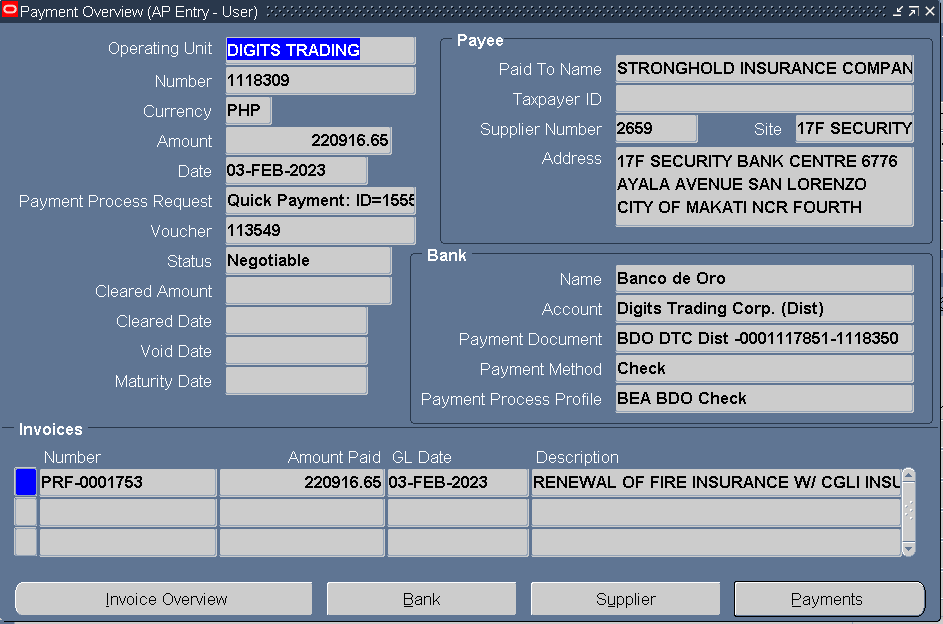 Payment Overview (AP Entry - User)
Operating Unit DIGITS TRADING
Number 1118309
Currency PHP
Amount 220916.65
Date 03-FEB-2023
Payment Process Request Quick Payment: ID=1555
Voucher 113549
Status Negotiable
Cleared Amount
Cleared Date
Void Date
Maturity Date
Payee
Paid To Name STRONGHOLD INSURANCE COMPAN
Taxpayer ID
Supplier Number 2659 Site 17F SECURITY
Address 17F SECURITY BANK CENTRE 6776
AYALA AVENUE SAN LORENZO
CITY OF MAKATI NCR FOURTH
Bank
Name Banco de Oro
Account Digits Trading Corp. (Dist)
Payment Document BDO DTC Dist -0001117851-1118350
Payment Method Check
Payment Process Profile BEA BDO Check
Invoices
Number Amount Paid GL Date Description
PRF-0001753 220916.65 03-FEB-2023 RENEWAL OF FIRE INSURANCE W/ CGLI INSU
Invoice Overview Bank Supplier Payments